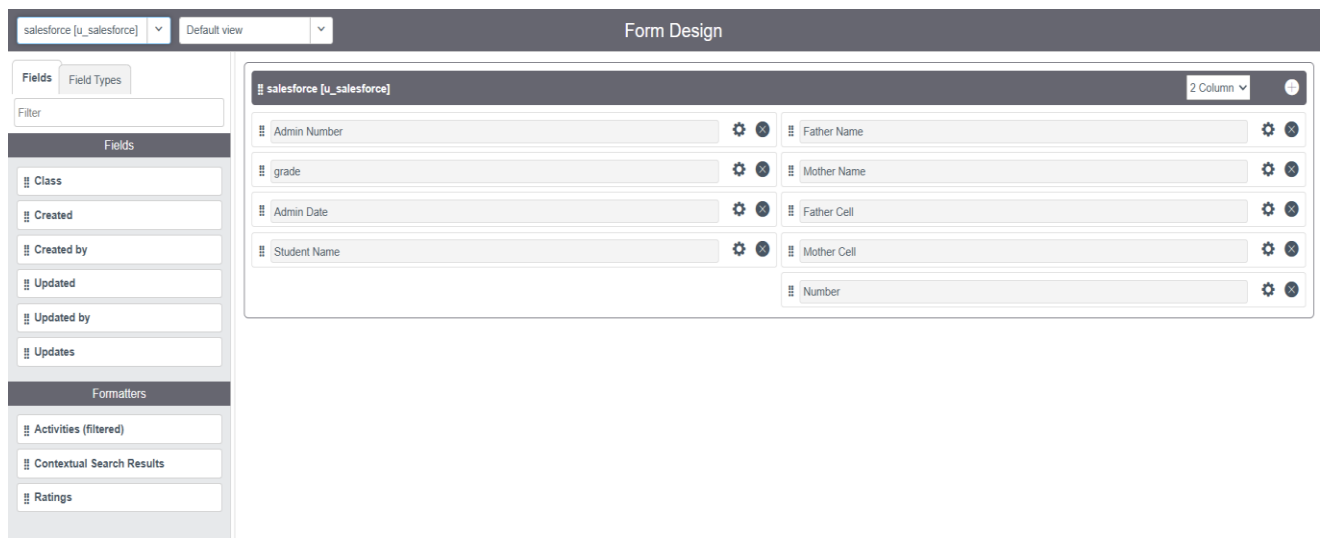 salesforce [u_salesforce]
Default view
Form Design
Fields
Field Types
Filter
Fields
Class
Created
Created by
Updated
Updated by
Updates
Formatters
Activities (filtered)
Contextual Search Results
Ratings
salesforce [u_salesforce]
2 Column
Admin Number
grade
Admin Date
Student Name
Father Name
Mother Name
Father Cell
Mother Cell
Number